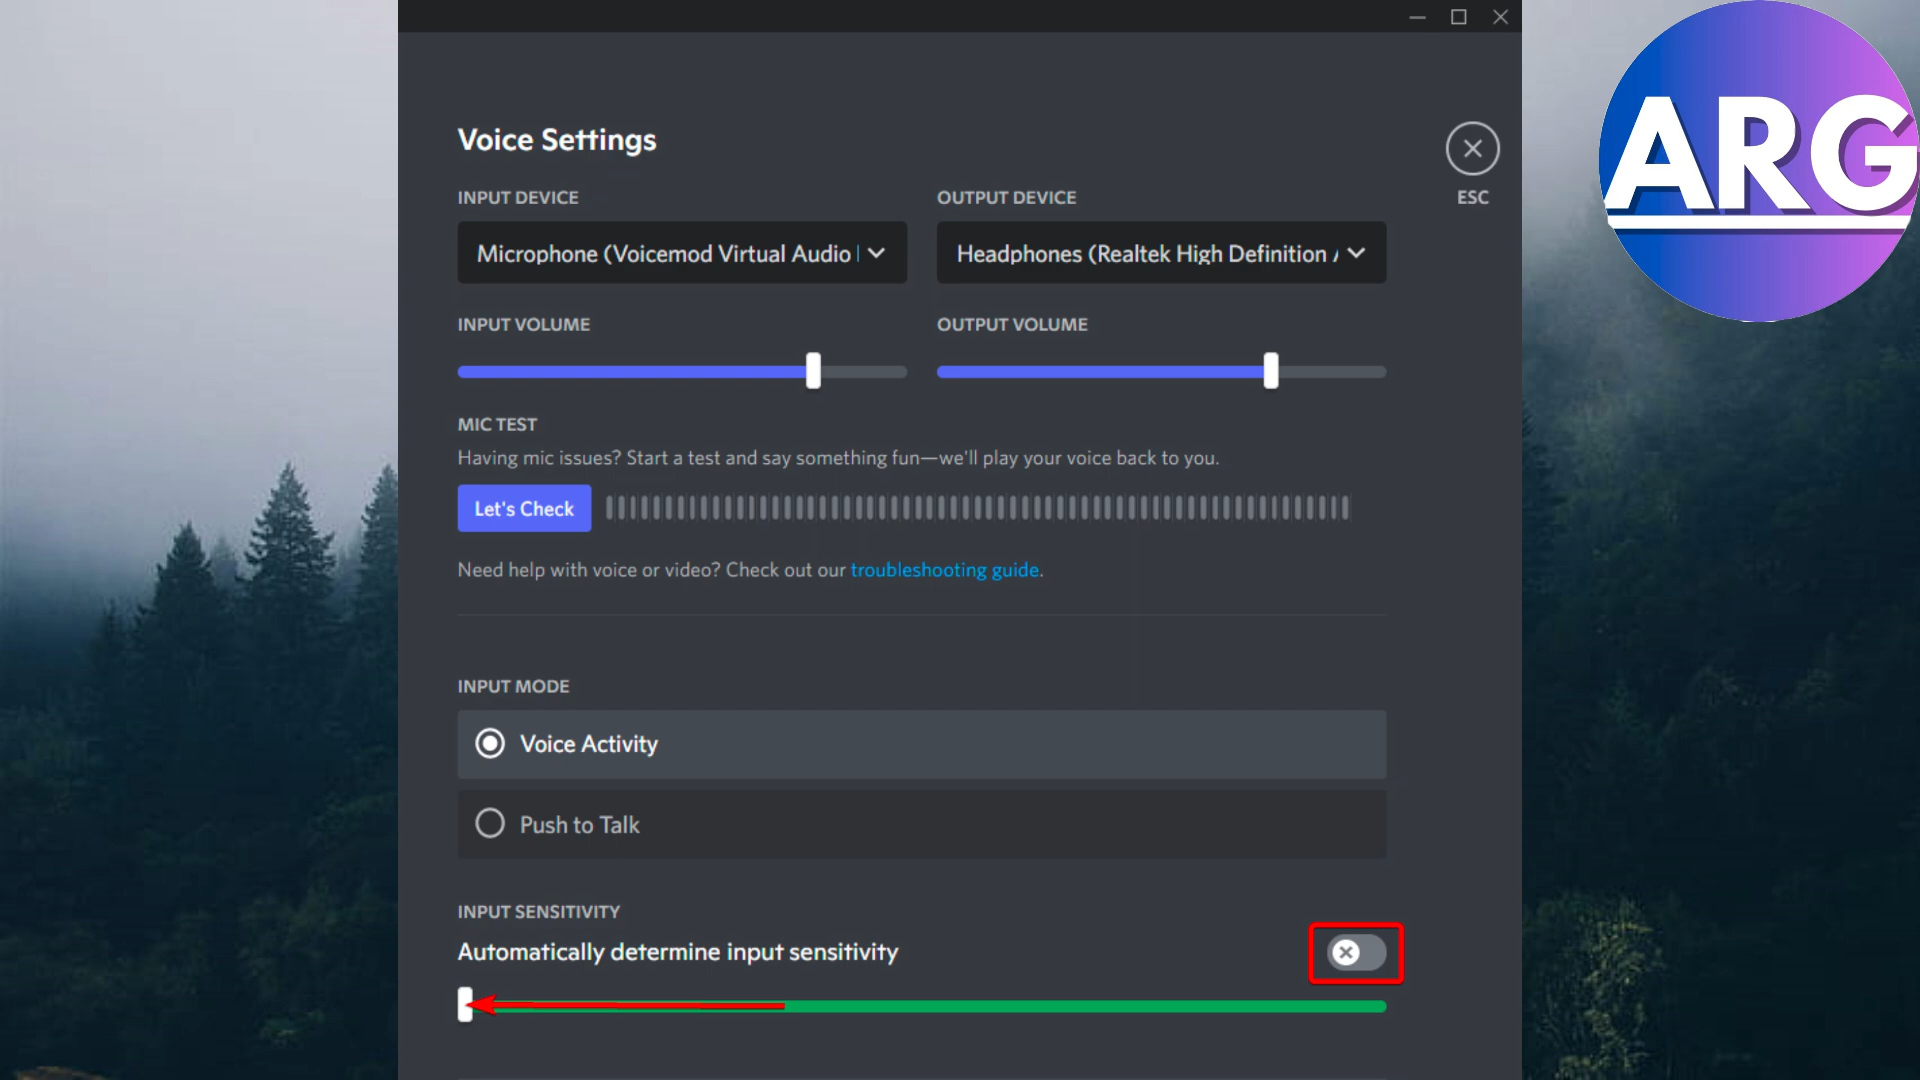 ARG
Voice Settings
ESC
INPUT DEVICE
OUTPUT DEVICE
Microphone (Voicemod Virtual Audio
Headphones (Realtek High Definition
INPUT VOLUME
OUTPUT VOLUME
MIC TEST
Having mic issues? Start a test and say something fun—we'll play your voice back to you.
Let's Check
Need help with voice or video? Check out our troubleshooting guide.
INPUT MODE
Voice Activity
Push to Talk
INPUT SENSITIVITY
Automatically determine input sensitivity